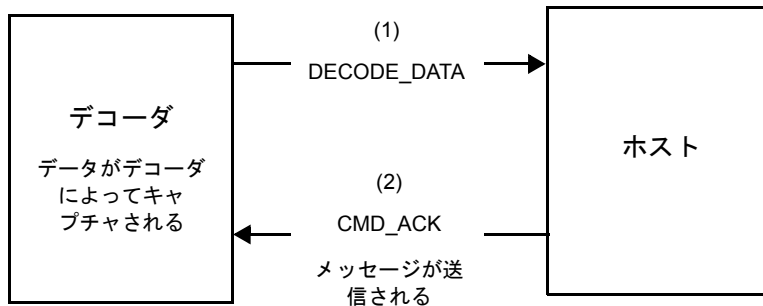 デコーダ
データがデコーダ
によってキャ
プチャされる
(1)
DECODE_DATA
(2)
CMD_ACK
メッセージが送
信される
ホスト